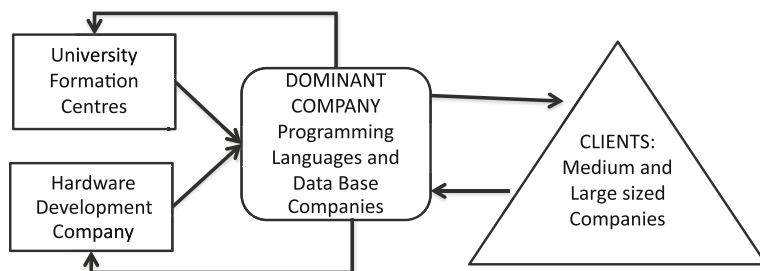 University
Formation
Centres
Hardware
Development
Company
DOMINANT
COMPANY
Programming
Languages and
Data Base
Companies
CLIENTS:
Medium and
Large sized
Companies